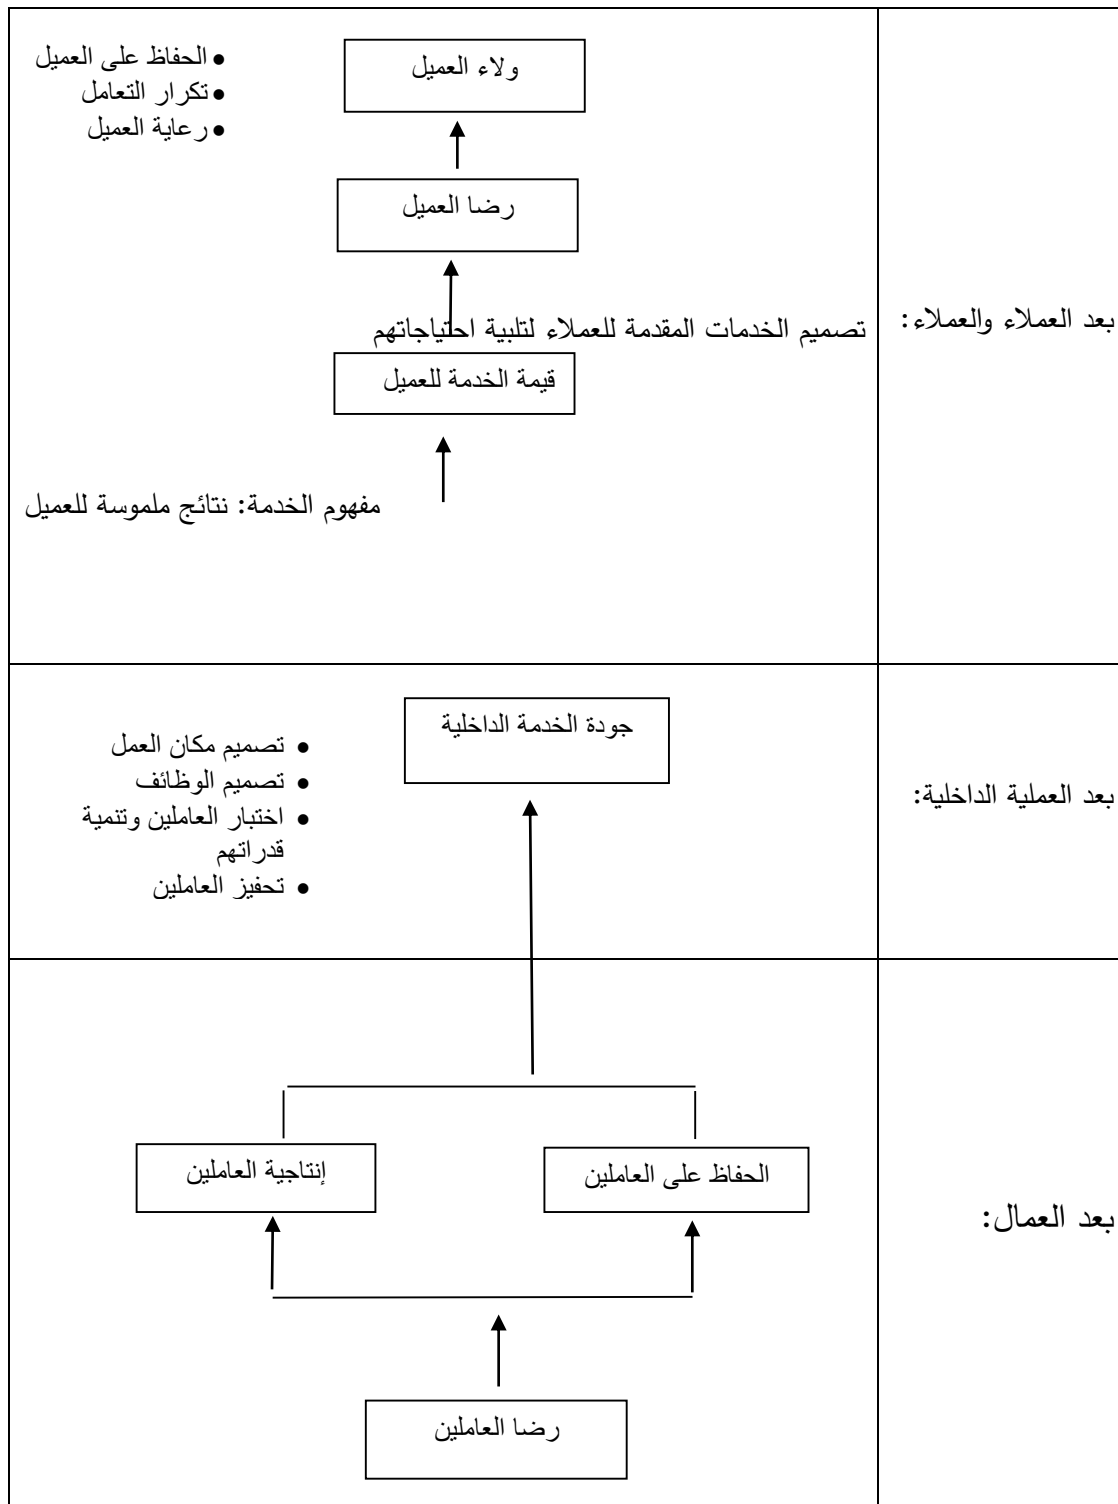 بعد العملاء والعملاء:
ولاء العميل
• الحفاظ على العميل
• تكرار التعامل
• رعاية العميل
رضا العميل
تصميم الخدمات المقدمة للعملاء لتلبية احتياجاتهم
قيمة الخدمة للعميل
مفهوم الخدمة: نتائج ملموسة للعميل
بعد العملية الداخلية:
جودة الخدمة الداخلية
• تصميم مكان العمل
• تصميم الوظائف
• اختبار العاملين وتنمية
قدراتهم
• تحفيز العاملين
بعد العمال:
الحفاظ على العاملين
إنتاجية العاملين
رضا العاملين